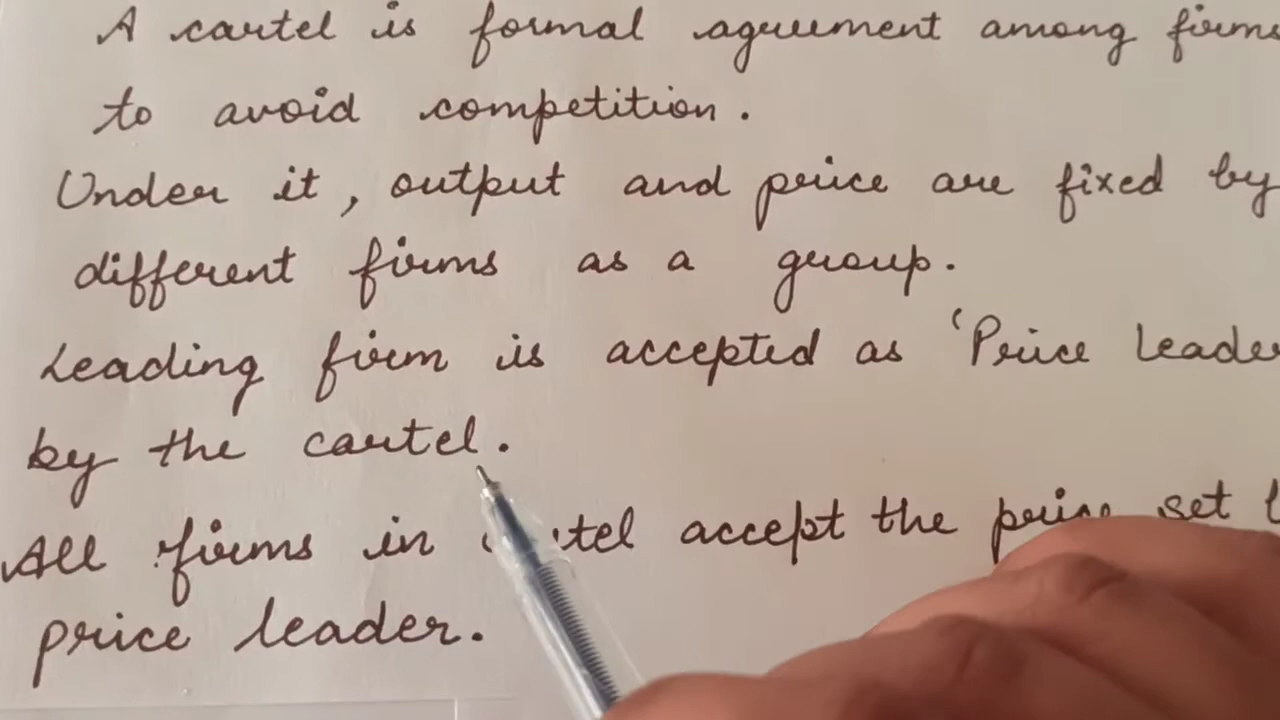 A cartel is formal agreement among firms
to avoid competition.
Under it, output and price are fixed by
different firms as a group.
Leading firm is accepted as 'Price Leader
by the cartel.
All firms in accept the set
price leader.